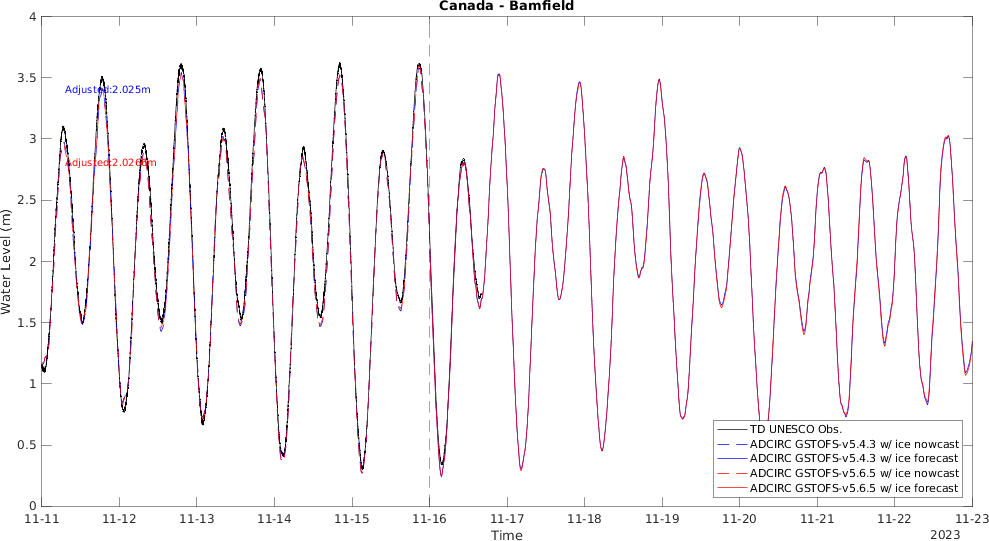 Canada - Bamfield
4
3.5
3
2.5
2
1.5
1
0.5
0
Water Level (m)
Adjusted:2.025m
Adjusted:2.0266m
TD UNESCO Obs.
ADCIRC GSTOFS-v5.4.3 w/ ice nowcast
ADCIRC GSTOFS-v5.4.3 w/ ice forecast
ADCIRC GSTOFS-v5.6.5 w/ ice nowcast
ADCIRC GSTOFS-v5.6.5 w/ ice forecast
11-11 11-12 11-13 11-14 11-15 11-16 11-17 11-18 11-19 11-20 11-21 11-22 11-23
Time
2023